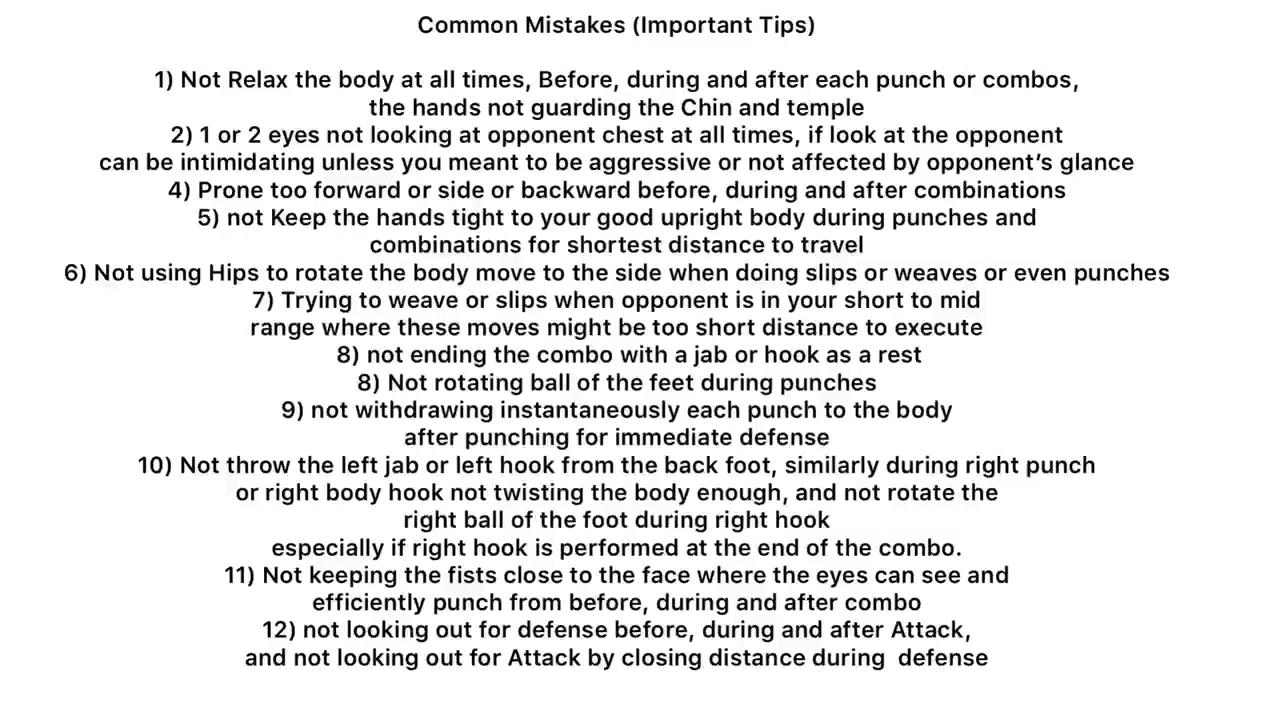 Common Mistakes (Important Tips)
1) Not Relax the body at all times, Before, during and after each punch or combos,
the hands not guarding the Chin and temple
2) 1 or 2 eyes not looking at opponent chest at all times, if look at the opponent
can be intimidating unless you meant to be aggressive or not affected by opponent’s glance
4) Prone too forward or side or backward before, during and after combinations
5) not Keep the hands tight to your good upright body during punches and
combinations for shortest distance to travel
6) Not using Hips to rotate the body move to the side when doing slips or weaves or even punches
7) Trying to weave or slips when opponent is in your short to mid
range where these moves might be too short distance to execute
8) not ending the combo with a jab or hook as a rest
8) Not rotating ball of the feet during punches
9) not withdrawing instantaneously each punch to the body
after punching for immediate defense
10) Not throw the left jab or left hook from the back foot, similarly during right punch
or right body hook not twisting the body enough, and not rotate the
right ball of the foot during right hook
especially if right hook is performed at the end of the combo.
11) Not keeping the fists close to the face where the eyes can see and
efficiently punch from before, during and after combo
12) not looking out for defense before, during and after Attack,
and not looking out for Attack by closing distance during  defense